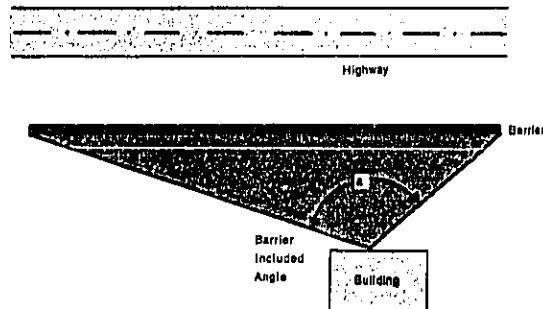 Highway
Barrier
a
Barrier
Included
Angle
Building